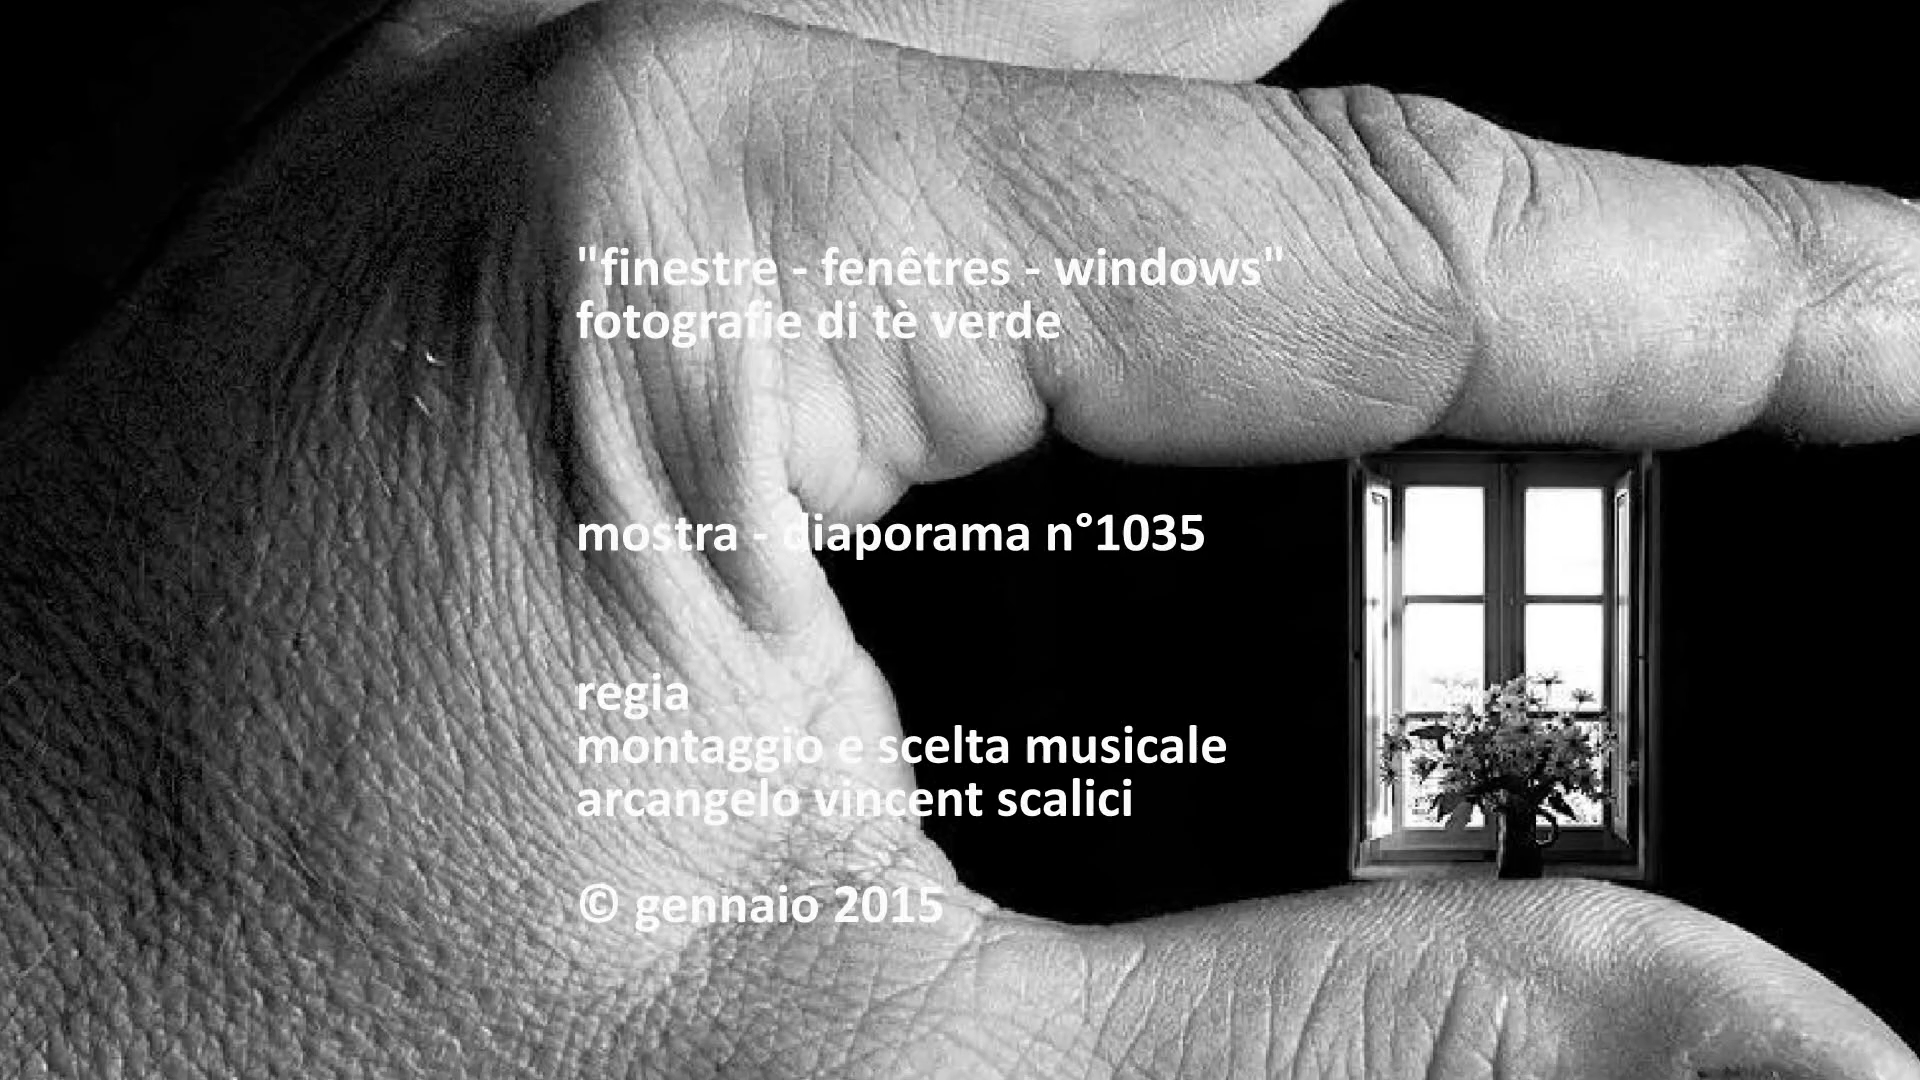 "finestre - fenêtres - windows"
fotografie di tè verde
mostra - diaporama n°1035
regia
montaggio e scelta musicale
arcangelo vincent scalici
© gennaio 2015